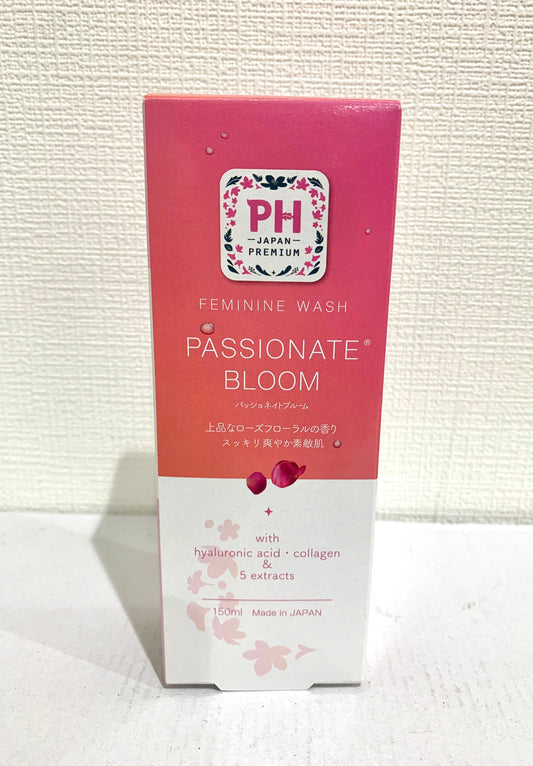 PH
JAPAN
PREMIUM
FEMININE WASH
PASSIONATE®
BLOOM
パッショネイトブルーム
上品なローズフローラルの香り
スッキリ爽やか素敵肌
with
hyaluronic acid・collagen
&
5 extracts
150ml Made in JAPAN